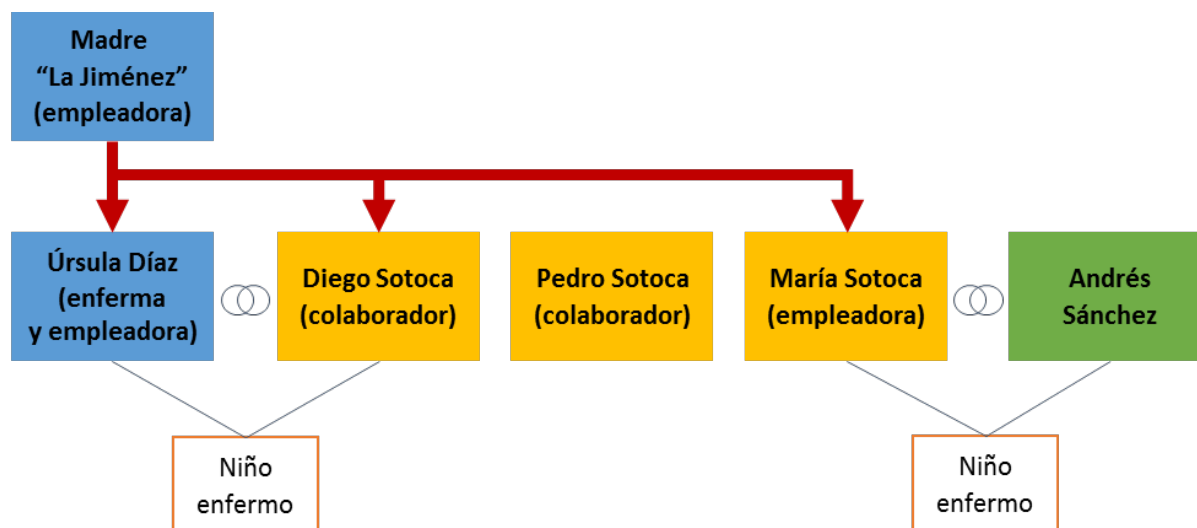 Madre
“La Jiménez”
(empleadora)
Úrsula Díaz
(enferma
y empleadora)
Diego Sotoca
(colaborador)
Pedro Sotoca
(colaborador)
María Sotoca
(empleadora)
Andrés
Sánchez
Niño
enfermo
Niño
enfermo